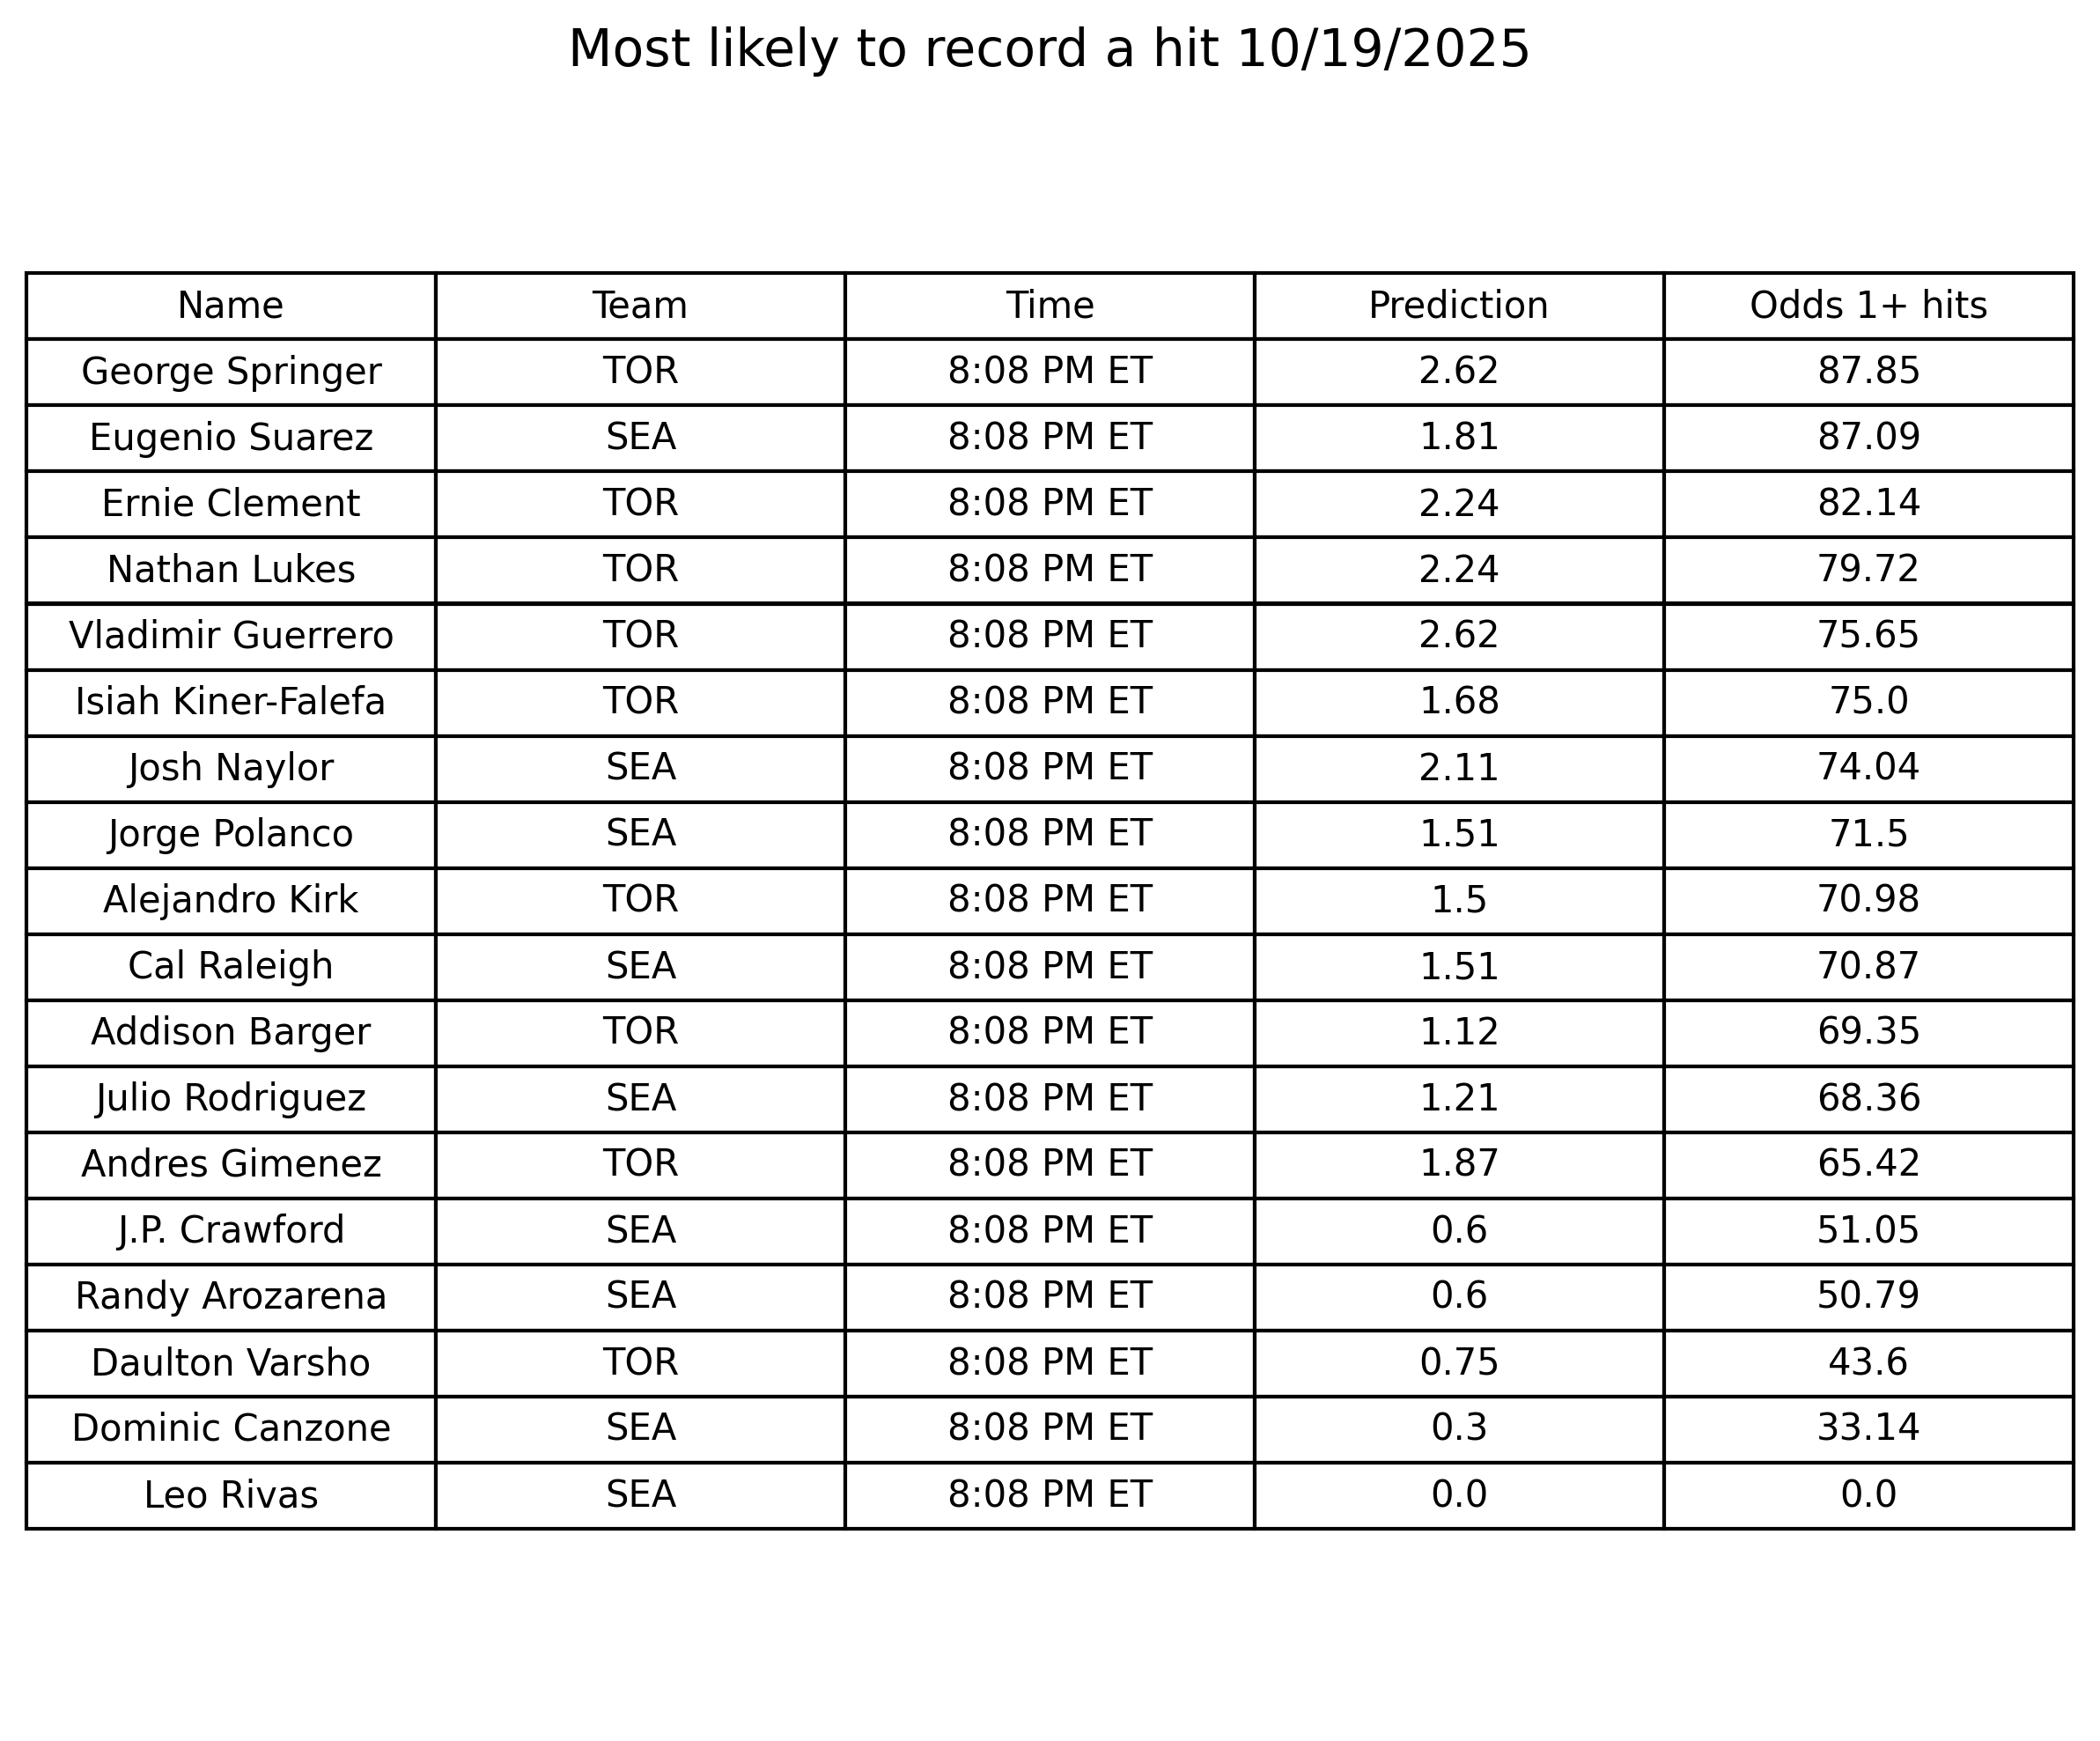 Most likely to record a hit 10/19/2025
Name Team Time Prediction Odds 1+ hits
George Springer TOR 8:08 PM ET 2.62 87.85
Eugenio Suarez SEA 8:08 PM ET 1.81 87.09
Ernie Clement TOR 8:08 PM ET 2.24 82.14
Nathan Lukes TOR 8:08 PM ET 2.24 79.72
Vladimir Guerrero TOR 8:08 PM ET 2.62 75.65
Isiah Kiner-Falefa TOR 8:08 PM ET 1.68 75.0
Josh Naylor SEA 8:08 PM ET 2.11 74.04
Jorge Polanco SEA 8:08 PM ET 1.51 71.5
Alejandro Kirk TOR 8:08 PM ET 1.5 70.98
Cal Raleigh SEA 8:08 PM ET 1.51 70.87
Addison Barger TOR 8:08 PM ET 1.12 69.35
Julio Rodriguez SEA 8:08 PM ET 1.21 68.36
Andres Gimenez TOR 8:08 PM ET 1.87 65.42
J.P. Crawford SEA 8:08 PM ET 0.6 51.05
Randy Arozarena SEA 8:08 PM ET 0.6 50.79
Daulton Varsho TOR 8:08 PM ET 0.75 43.6
Dominic Canzone SEA 8:08 PM ET 0.3 33.14
Leo Rivas SEA 8:08 PM ET 0.0 0.0